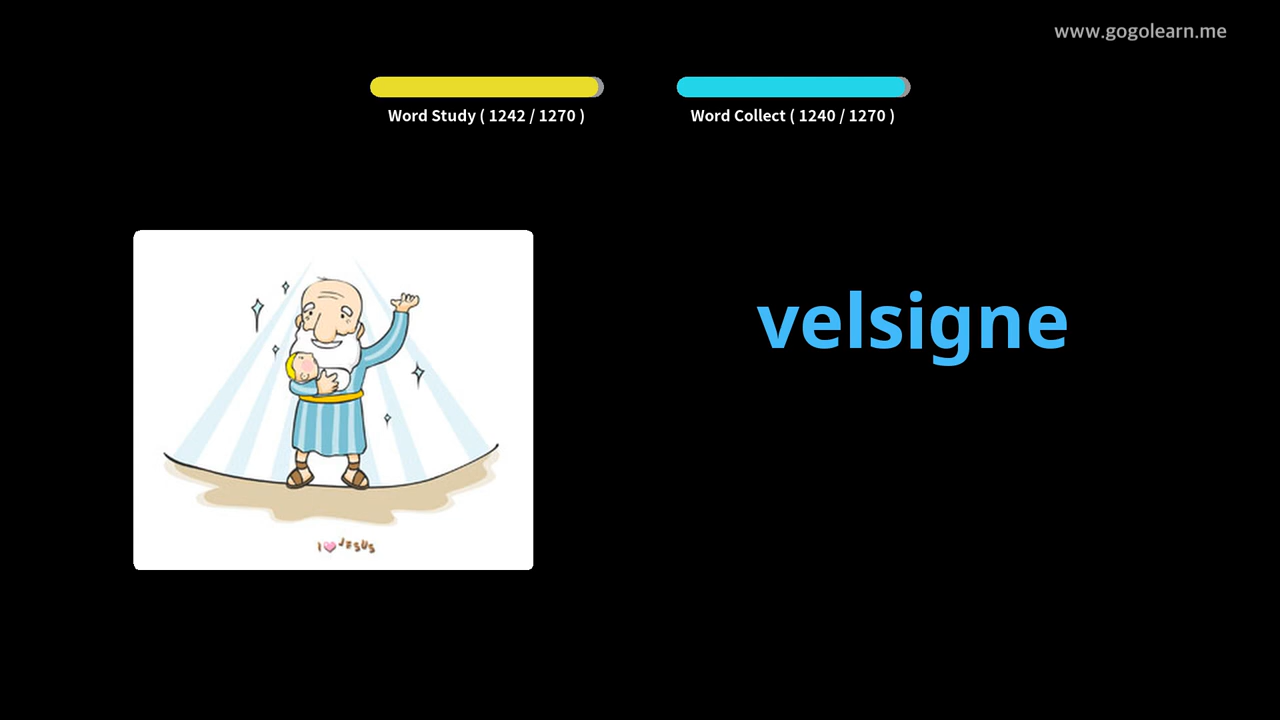 www.gogolearn.me
Word Study ( 1242 / 1270 )
Word Collect ( 1240 / 1270 )
velsigne
I ♥ JESUS